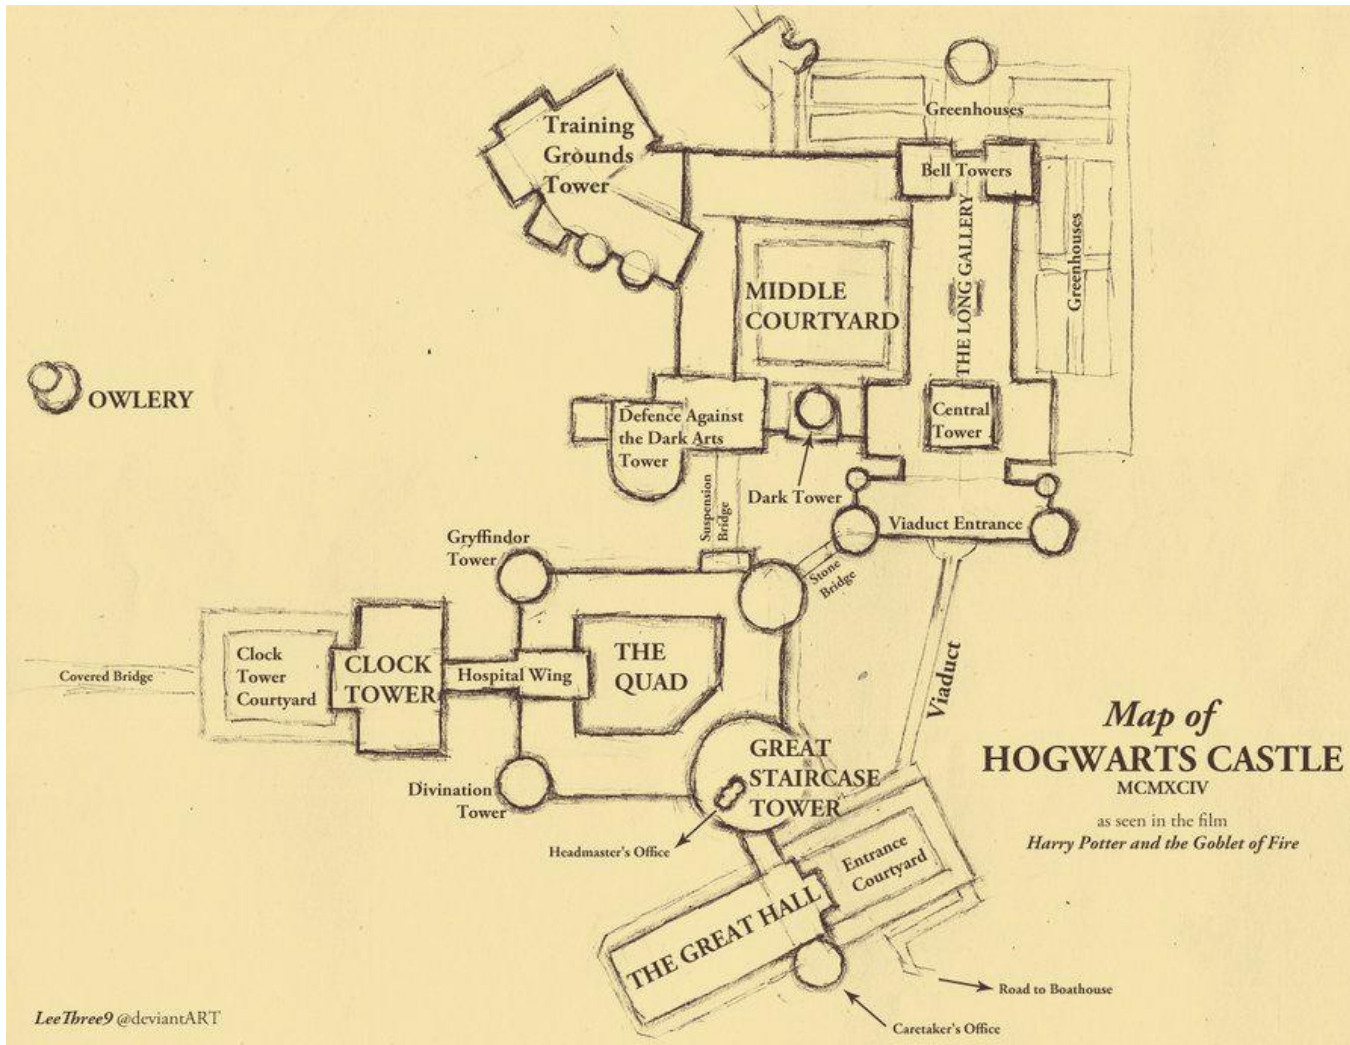 Training
Grounds
Tower
Greenhouses
Bell Towers
THE LONG GALLERY
Greenhouses
MIDDLE
COURTYARD
OWLERY
Defence Against
the Dark Arts
Tower
Central
Tower
Dark Tower
Suspension
Bridge
Viaduct Entrance
Gryffindor
Tower
Stone
Bridge
Clock
Tower
Courtyard
CLOCK
TOWER
Hospital Wing
THE
QUAD
Covered Bridge
Viaduct
Map of
HOGWARTS CASTLE
MCMXCIV
as seen in the film
Harry Potter and the Goblet of Fire
GREAT
STAIRCASE
TOWER
Divination
Tower
Headmaster's Office
Entrance
Courtyard
THE GREAT HALL
Road to Boathouse
Caretaker's Office
LeeThree9 @deviantART